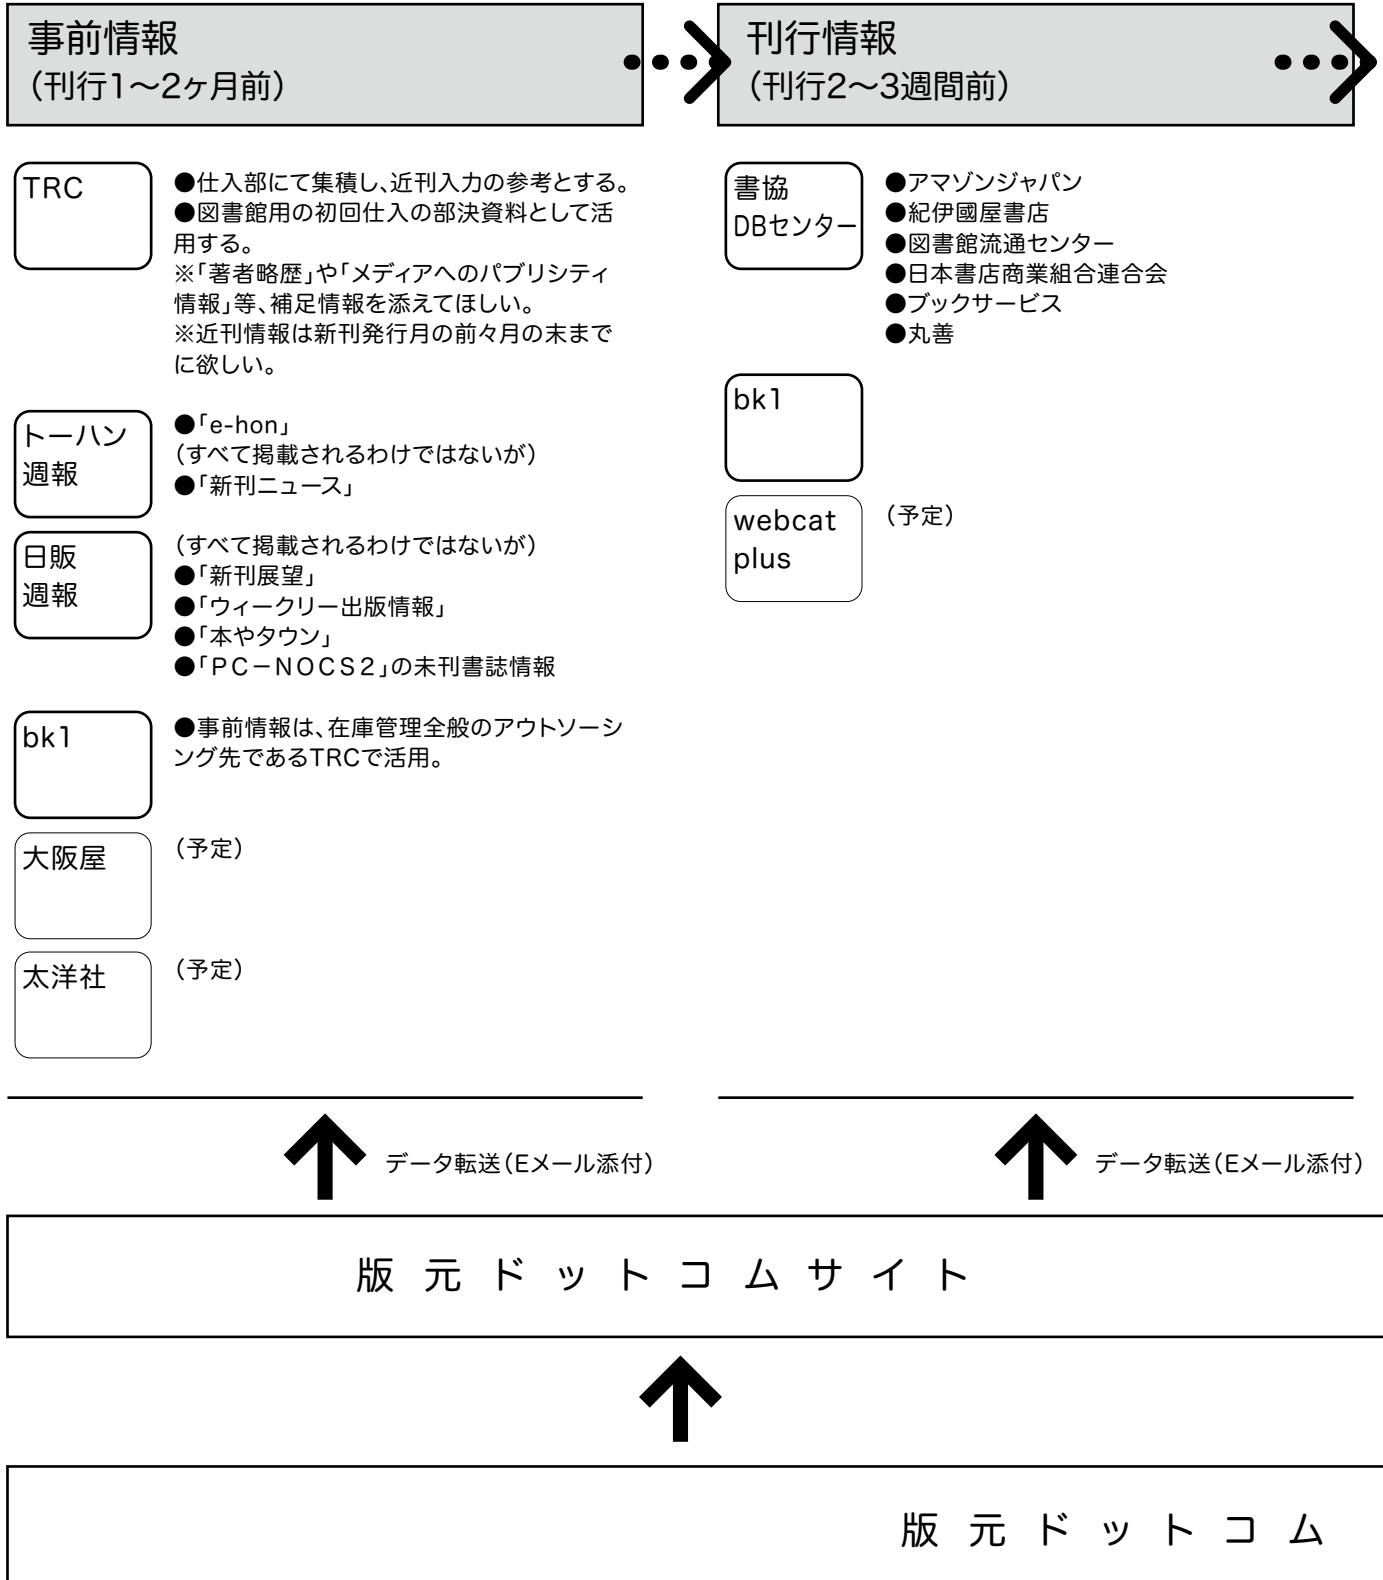 事前情報
（刊行1～2ヶ月前）
TRC
●仕入部にて集積し、近刊入力の参考とする。
●図書館用の初回仕入の部決資料として活
用する。
※「著者略歴」や「メディアへのパブリシティ
情報」等、補足情報を添えてほしい。
※近刊情報は新刊発行月の前々月の末まで
に欲しい。
トーハン
週報
●「e-hon」
（すべて掲載されるわけではないが）
●「新刊ニュース」
日販
週報
（すべて掲載されるわけではないが）
●「新刊展望」
●「ウィークリー出版情報」
●「本やタウン」
●「PC－NOCS2」の未刊書誌情報
bk1
●事前情報は、在庫管理全般のアウトソーシ
ング先であるTRCで活用。
大阪屋
（予定）
太洋社
（予定）
刊行情報
（刊行2～3週間前）
書協
DBセンター
●アマゾンジャパン
●紀伊國屋書店
●図書館流通センター
●日本書店商業組合連合会
●ブックサービス
●丸善
bk1
webcat
plus
（予定）
データ転送（Eメール添付）
データ転送（Eメール添付）
版元ドットコムサイト
版元ドットコム